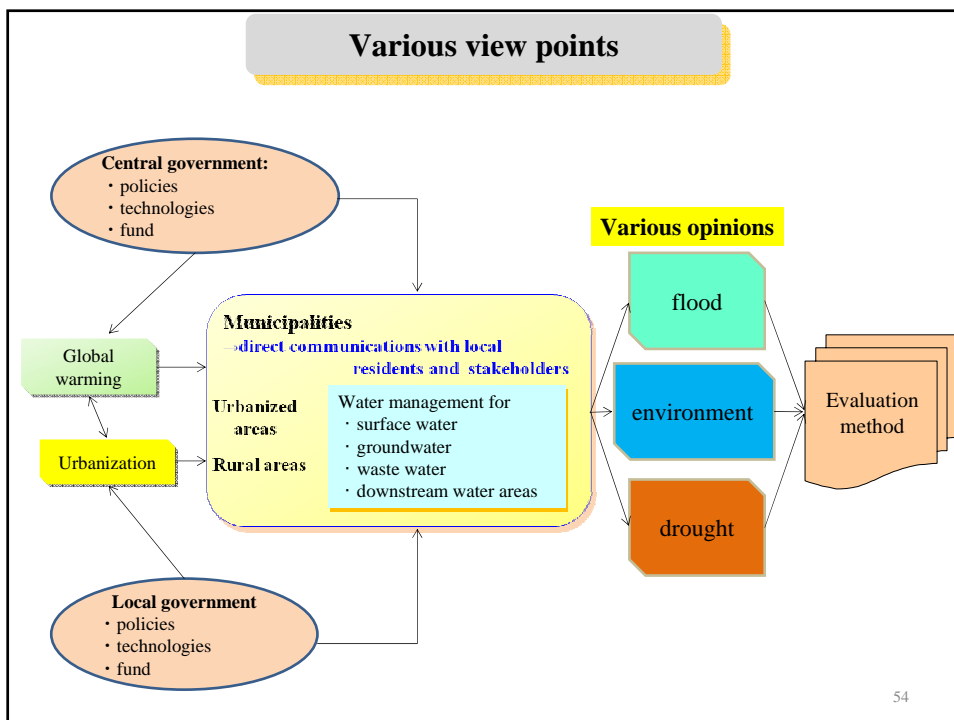 Various view points
Central government:
・policies
・technologies
・fund
Various opinions
flood
Municipalities
→direct communications with local
residents and stakeholders
Global
warming
Urbanized
areas
Water management for
・surface water
・groundwater
・waste water
・downstream water areas
environment
Evaluation
method
Urbanization
Rural areas
drought
Local government
・policies
・technologies
・fund
54